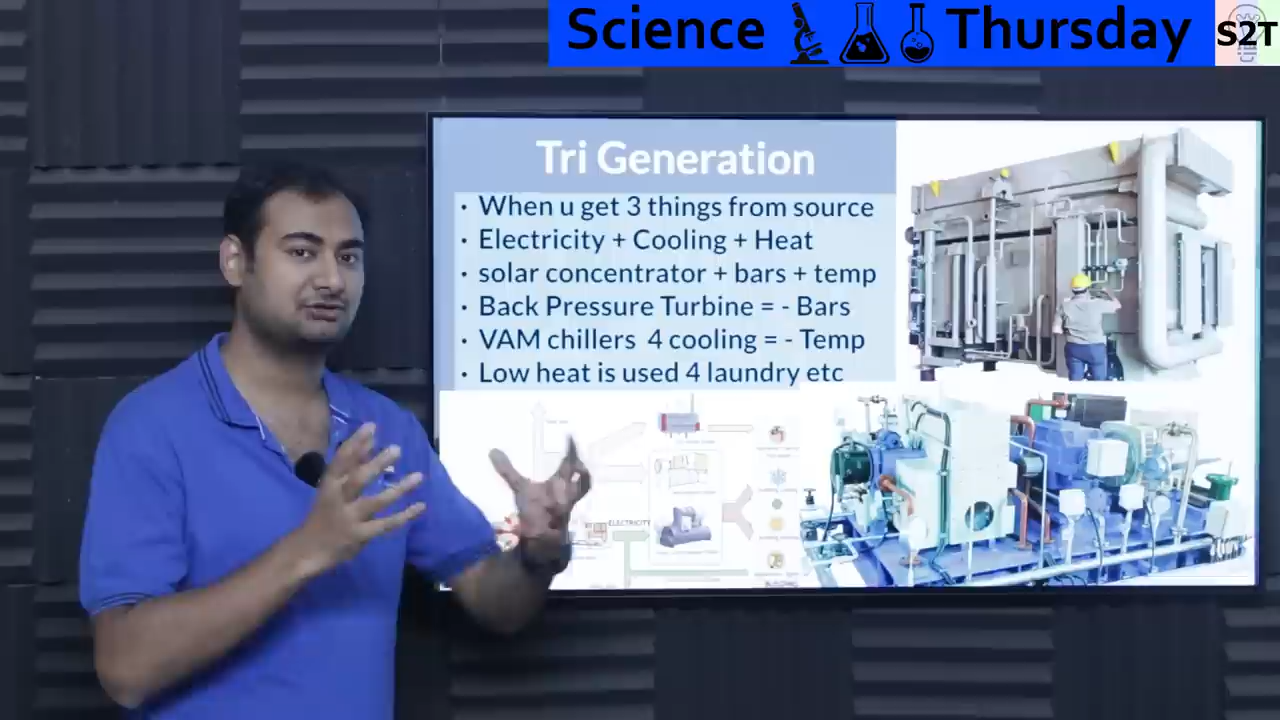 Science Thursday
S2T
Tri Generation
• When u get 3 things from source
• Electricity + Cooling + Heat
• solar concentrator + bars + temp
• Back Pressure Turbine = - Bars
• VAM chillers 4 cooling = - Temp
• Low heat is used 4 laundry etc
ELECTRICITY